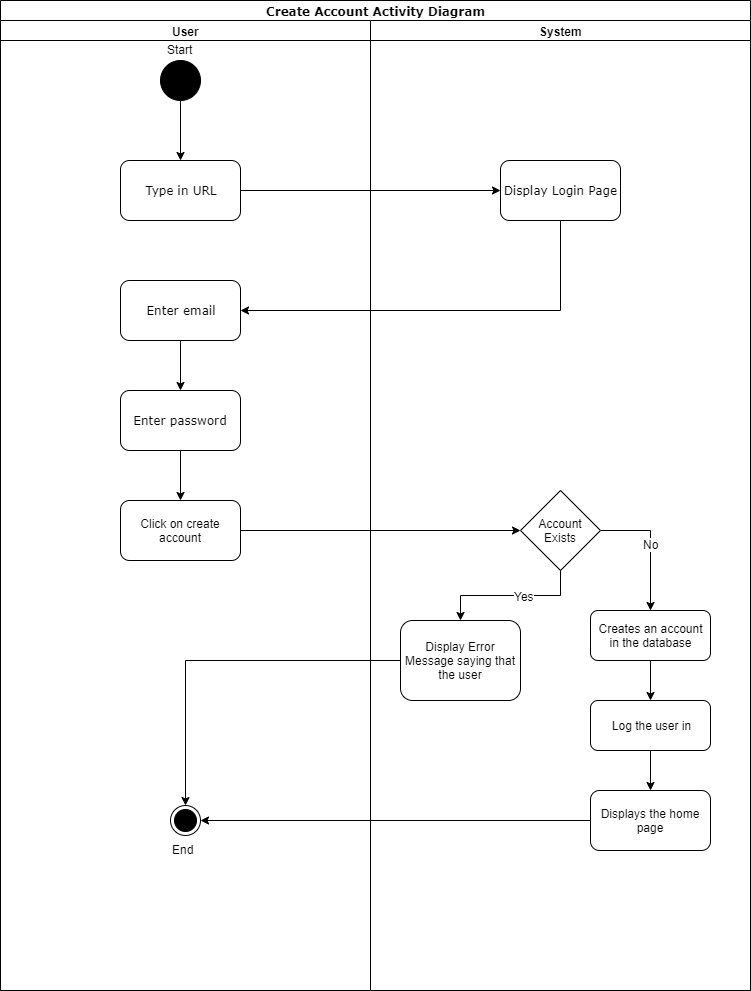 Create Account Activity Diagram
User
System
Start
Type in URL
Display Login Page
Enter email
Enter password
Click on create
account
Account
Exists
No
Yes
Creates an account
in the database
Display Error
Message saying that
the user
Log the user in
Displays the home
page
End